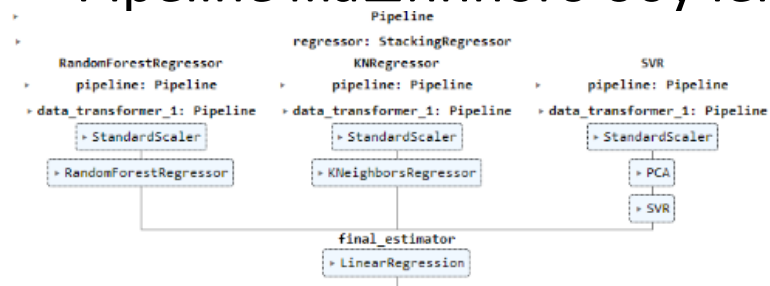 Pipeline
regressor: StackingRegressor
RandomForestRegressor KNRegressor SVR
pipeline: Pipeline pipeline: Pipeline pipeline: Pipeline
data_transformer_1: Pipeline data_transformer_1: Pipeline data_transformer_1: Pipeline
StandardScaler StandardScaler StandardScaler
RandomForestRegressor KNeighborsRegressor PCA
SVR
final_estimator
LinearRegression